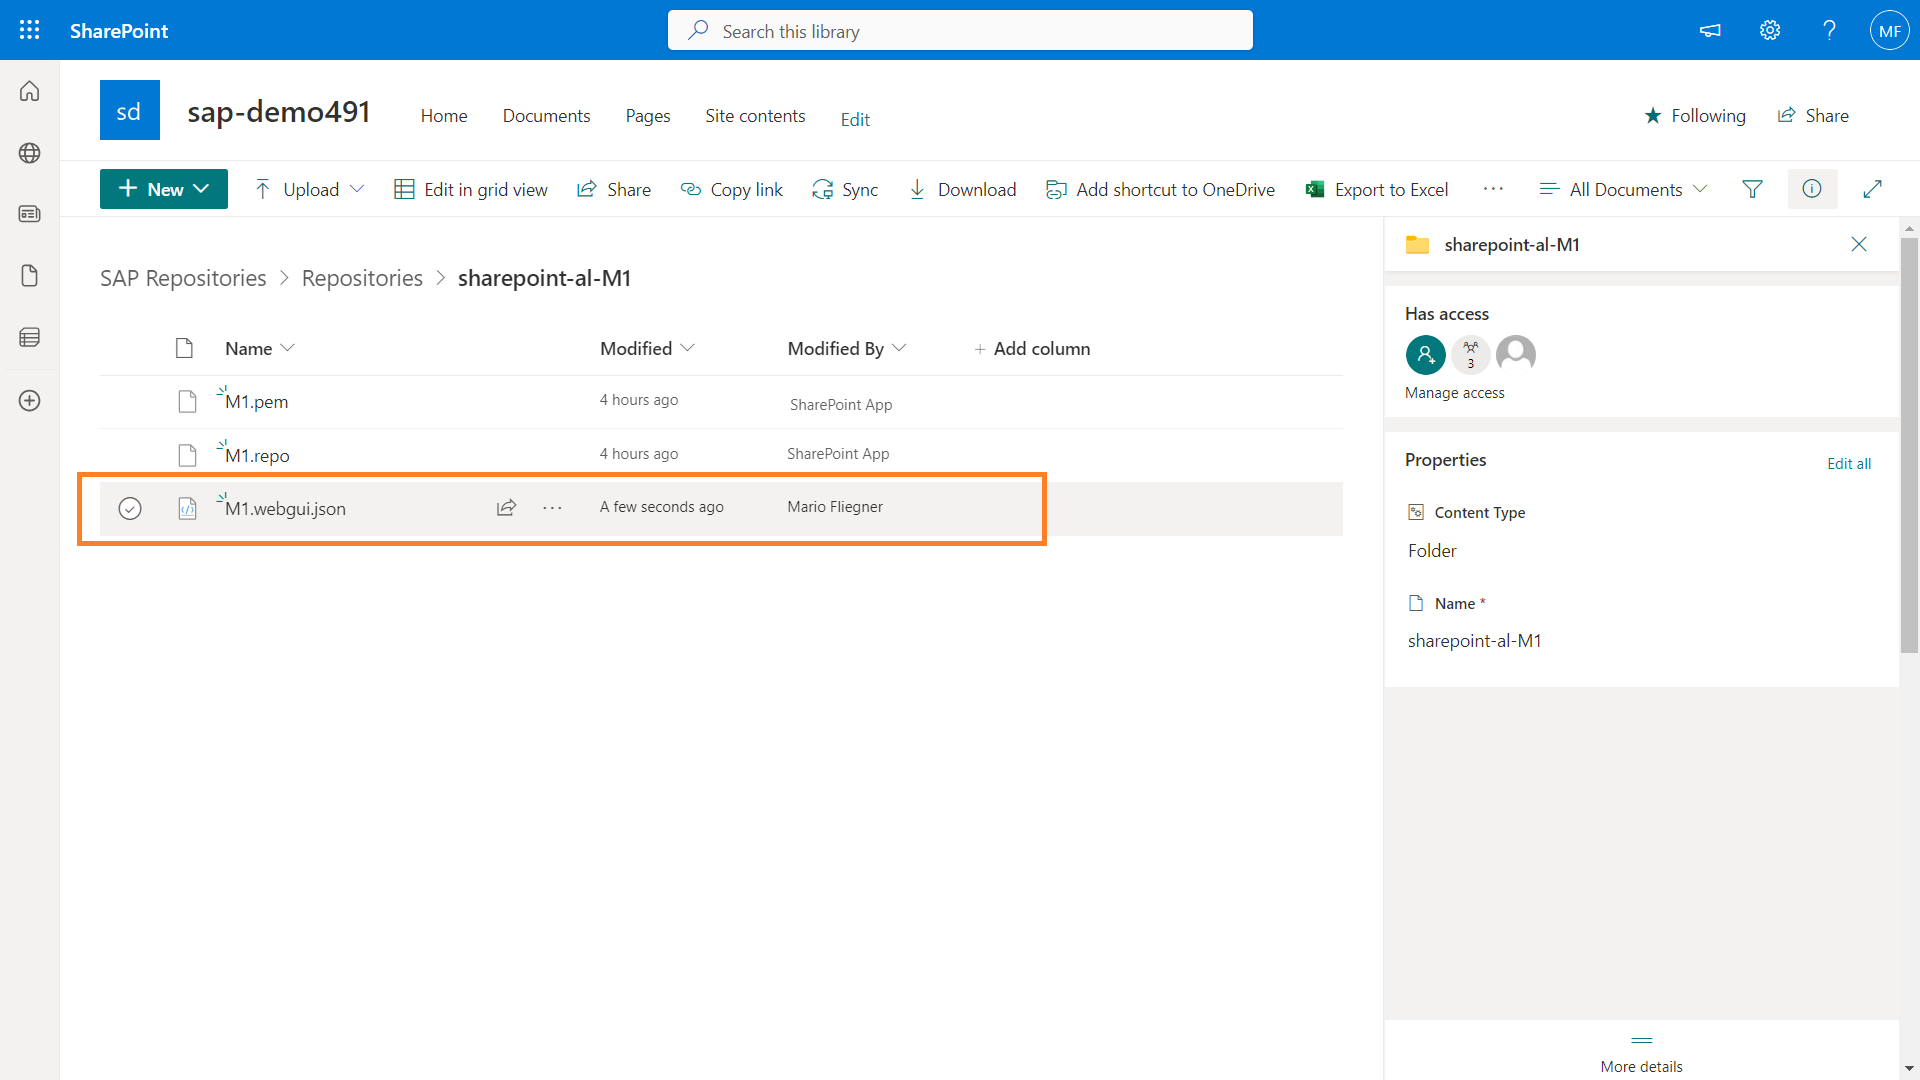 SharePoint
Search this library
MF
sd
sap-demo491
Home
Documents
Pages
Site contents
Edit
Following
Share
New
Upload
Edit in grid view
Share
Copy link
Sync
Download
Add shortcut to OneDrive
Export to Excel
All Documents
SAP Repositories
Repositories
sharepoint-al-M1
Name
Modified
Modified By
Add column
M1.pem
4 hours ago
SharePoint App
M1.repo
4 hours ago
SharePoint App
M1.webgui.json
A few seconds ago
Mario Fliegner
sharepoint-al-M1
Has access
3
Manage access
Properties
Edit all
Content Type
Folder
Name *
sharepoint-al-M1
More details